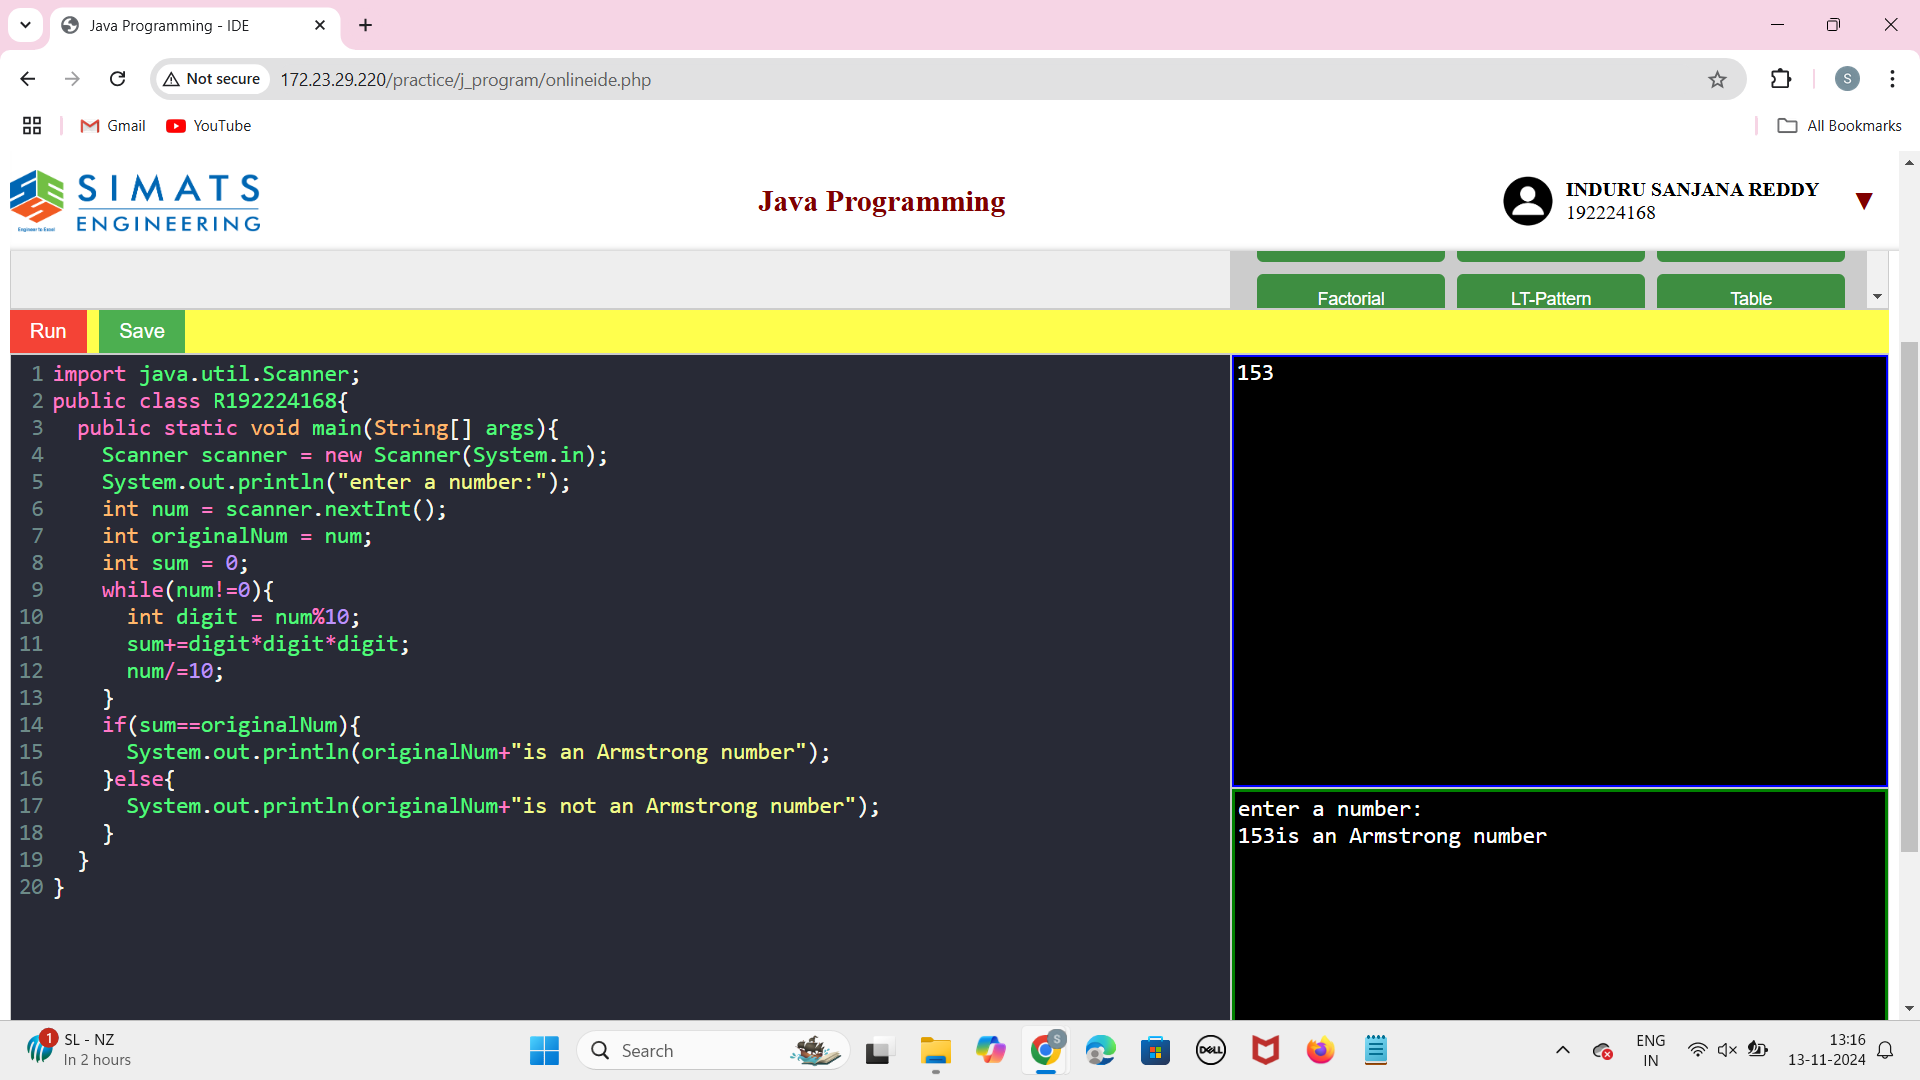 Java Programming - IDE
Not secure
172.23.29.220/practice/j_program/onlineide.php
S
Gmail
YouTube
All Bookmarks
SIMATS
ENGINEERING
Engineer to Excel
Java Programming
INDURU SANJANA REDDY
192224168
Factorial
LT-Pattern
Table
Run
Save
1 import java.util.Scanner;
2 public class R192224168{
3   public static void main(String[] args){
4     Scanner scanner = new Scanner(System.in);
5     System.out.println("enter a number:");
6     int num = scanner.nextInt();
7     int originalNum = num;
8     int sum = 0;
9     while(num!=0){
10       int digit = num%10;
11       sum+=digit*digit*digit;
12       num/=10;
13     }
14     if(sum==originalNum){
15       System.out.println(originalNum+"is an Armstrong number");
16     }else{
17       System.out.println(originalNum+"is not an Armstrong number");
18     }
19   }
20 }
153
enter a number:
153is an Armstrong number
1
SL - NZ
In 2 hours
Search
S
DELL
ENG
IN
13:16
13-11-2024